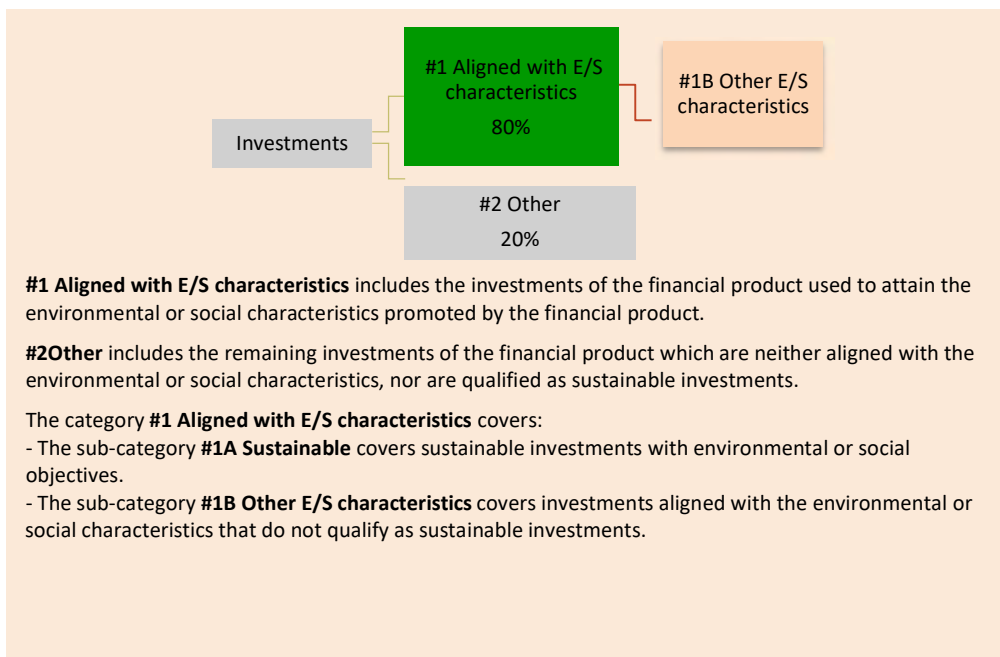 #1 Aligned with E/S
characteristics
80%
#1B Other E/S
characteristics
Investments
#2 Other
20%
#1 Aligned with E/S characteristics includes the investments of the financial product used to attain the
environmental or social characteristics promoted by the financial product.
#2Other includes the remaining investments of the financial product which are neither aligned with the
environmental or social characteristics, nor are qualified as sustainable investments.
The category #1 Aligned with E/S characteristics covers:
- The sub-category #1A Sustainable covers sustainable investments with environmental or social
objectives.
- The sub-category #1B Other E/S characteristics covers investments aligned with the environmental or
social characteristics that do not qualify as sustainable investments.